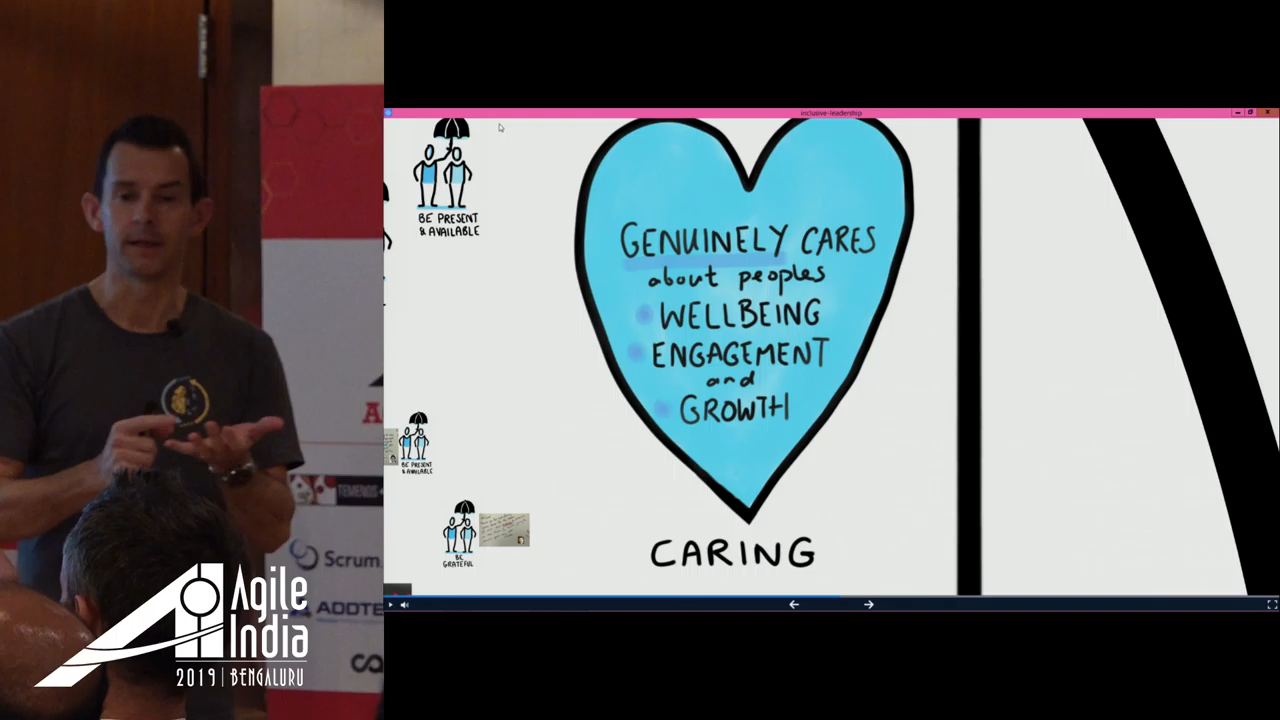 inclusive-leadership
BE PRESENT
& AVAILABLE
GENUINELY CARES
about peoples
WELLBEING
ENGAGEMENT
and
GROWTH
CARING
BE PRESENT
& AVAILABLE
BE
GRATEFUL
TEMENOS
Scrum
ADDTE
Agile
India
2019 | BENGALURU